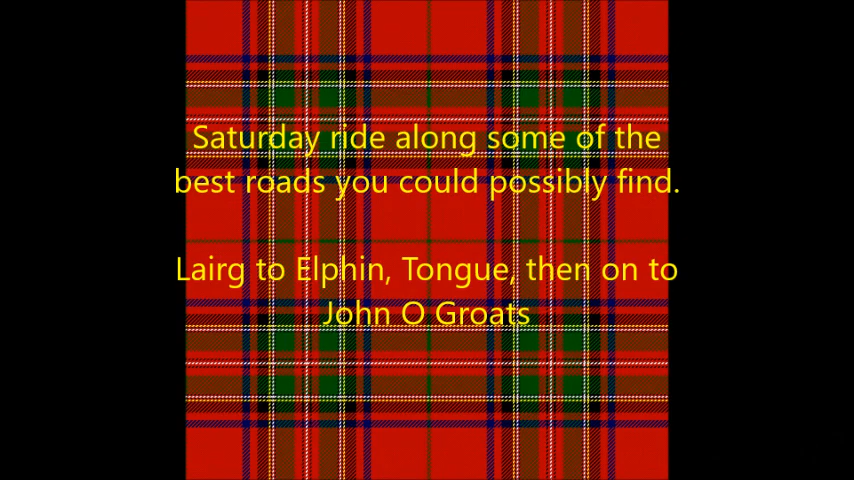 Saturday ride along some of the
best roads you could possibly find.
Lairg to Elphin, Tongue, then on to
John O Groats